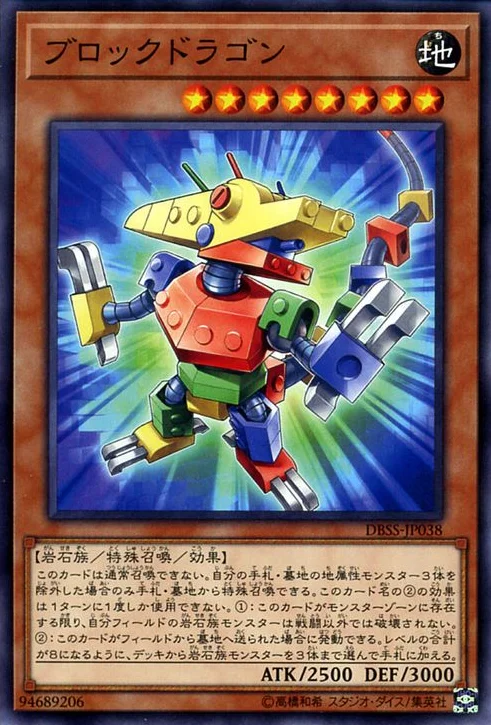 ブロックドラゴン
地
DBSS-JP038
【岩石族／特殊召喚／効果】
このカードは通常召喚できない。自分の手札・墓地の地属性モンスター３体を
除外した場合のみ手札・墓地から特殊召喚できる。このカード名の②の効果
は１ターンに１度しか使用できない。①：このカードがモンスターゾーンに存在
する限り、自分フィールドの岩石族モンスターは戦闘以外では破壊されない。
②：このカードがフィールドから墓地へ送られた場合に発動できる。レベルの合計
が８になるように、デッキから岩石族モンスターを３体まで選んで手札に加える。
ATK/2500 DEF/3000
94689206
©高橋和希 スタジオ・ダイス/集英社